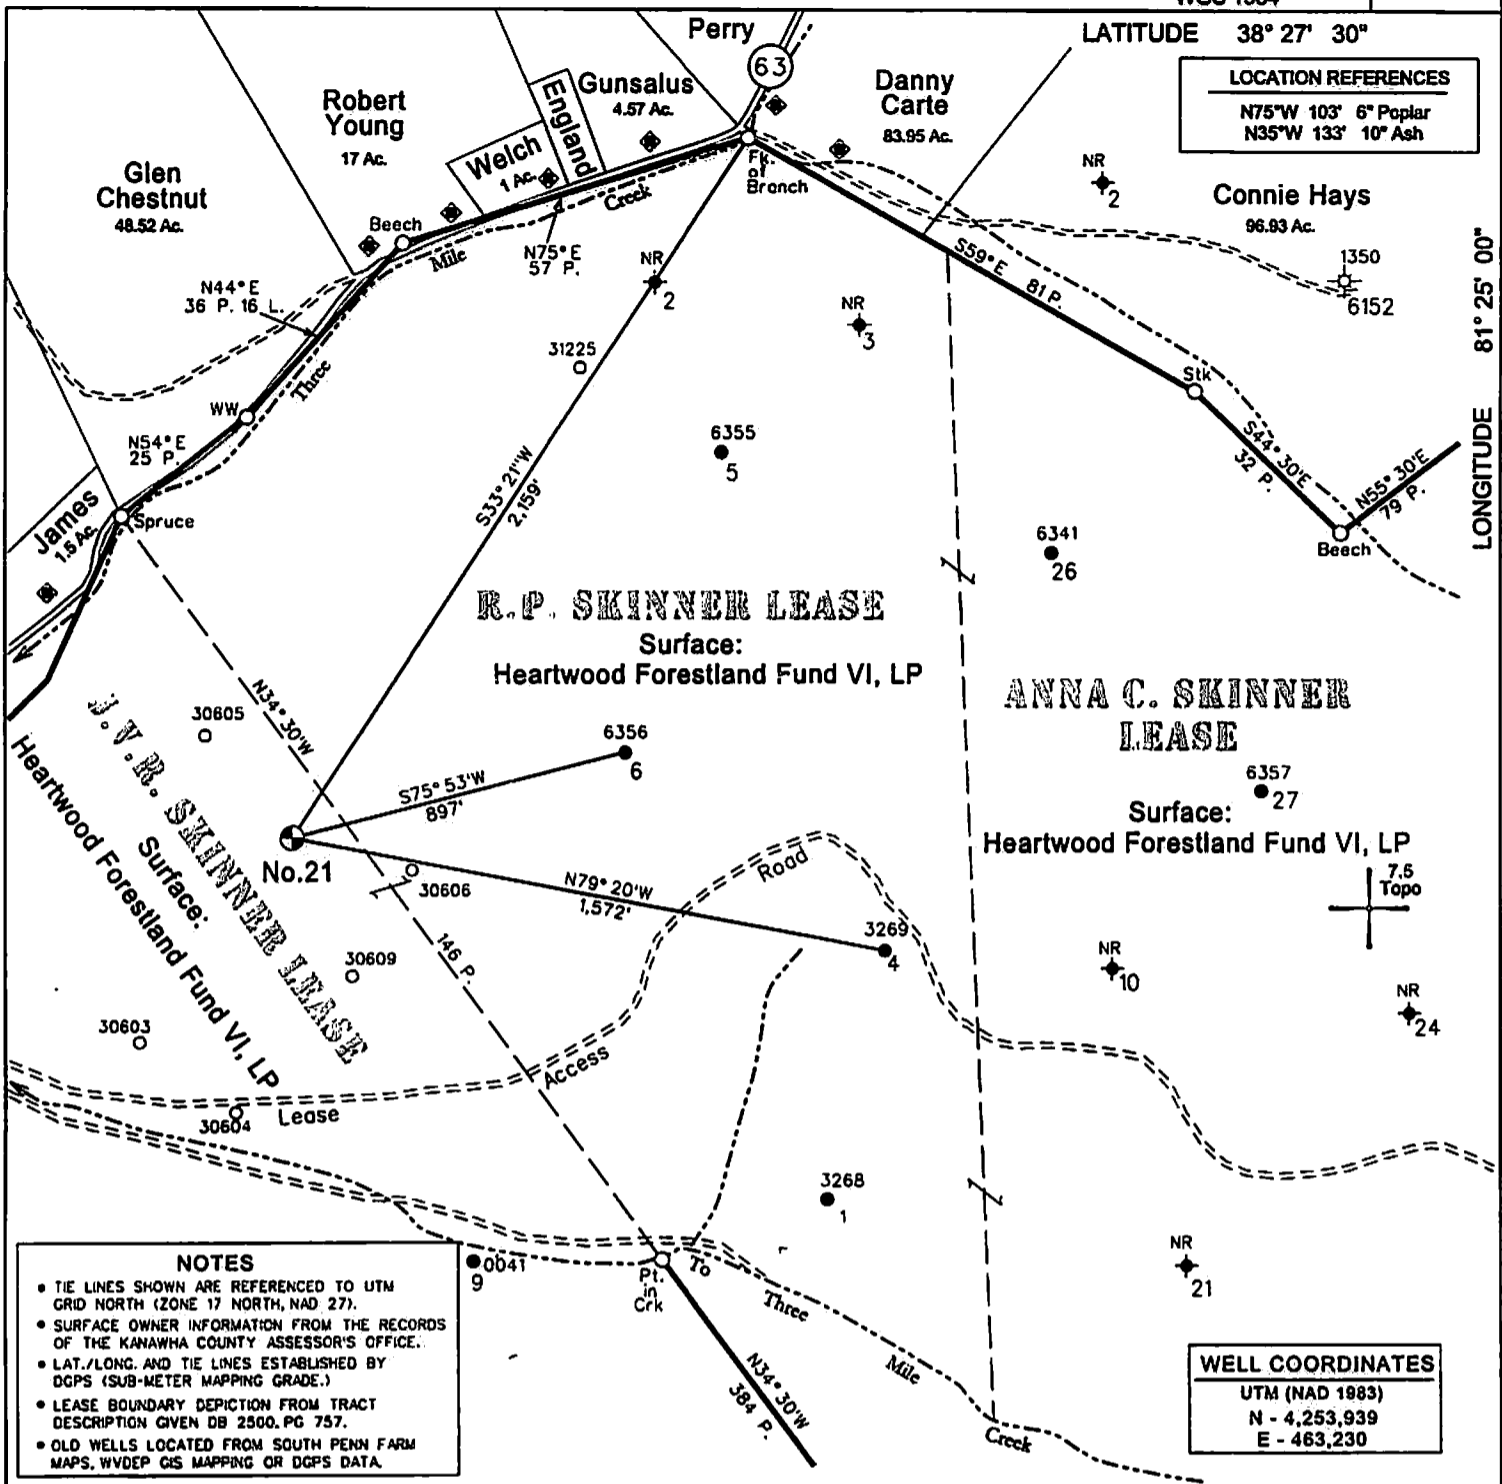 Perry
LATITUDE 38° 27' 30"
63
LOCATION REFERENCES
N75°W 103' 6" Poplar
N35°W 133' 10" Ash
Robert
Young
17 Ac.
England
Gunsalus
4.57 Ac.
Danny
Carte
83.95 Ac.
Glen
Chestnut
48.52 Ac.
Welch
1 Ac.
Fk.
of
Branch
NR
2
Connie Hays
96.93 Ac.
1350
6152
LONGITUDE 81° 25' 00"
Beech
Three Mile Creek
N75°E
57 P.
NR
2
S59°E 81 P.
N44°E
36 P. 16 L.
NR
3
31225
Stk
WW
N54°E
25 P.
6355
5
S44° 30'E
32 P.
N55° 30'E
79 P.
S33° 21"W
2,159'
James
1.5 Ac.
Spruce
6341
26
Beech
R.P. SKINNER LEASE
Surface:
Heartwood Forestland Fund VI, LP
ANNA C. SKINNER
LEASE
N34° 30'W
30605
6356
6
6357
27
J.V.R. SKINNER LEASE
Surface:
Heartwood Forestland Fund VI, LP
S75° 53'W
897'
Surface:
Heartwood Forestland Fund VI, LP
No.21
30606
N79° 20'W
1,572'
Road
7.5
Topo
3269
4
146 P.
30609
NR
10
NR
24
30603
Access
30604
Lease
3268
1
NR
21
0041
9
Pt.
in
Crk
To
Three
Mile
Creek
N34° 30'W
384 P.
NOTES
• TIE LINES SHOWN ARE REFERENCED TO UTM
GRID NORTH (ZONE 17 NORTH, NAD 27).
• SURFACE OWNER INFORMATION FROM THE RECORDS
OF THE KANAWHA COUNTY ASSESSOR'S OFFICE.
• LAT./LONG. AND TIE LINES ESTABLISHED BY
DGPS (SUB-METER MAPPING GRADE.)
• LEASE BOUNDARY DEPICTION FROM TRACT
DESCRIPTION GIVEN DB 2500, PG 757.
• OLD WELLS LOCATED FROM SOUTH PENN FARM
MAPS, WVDEP GIS MAPPING OR DGPS DATA.
WELL COORDINATES
UTM (NAD 1983)
N - 4,253,939
E - 463,230